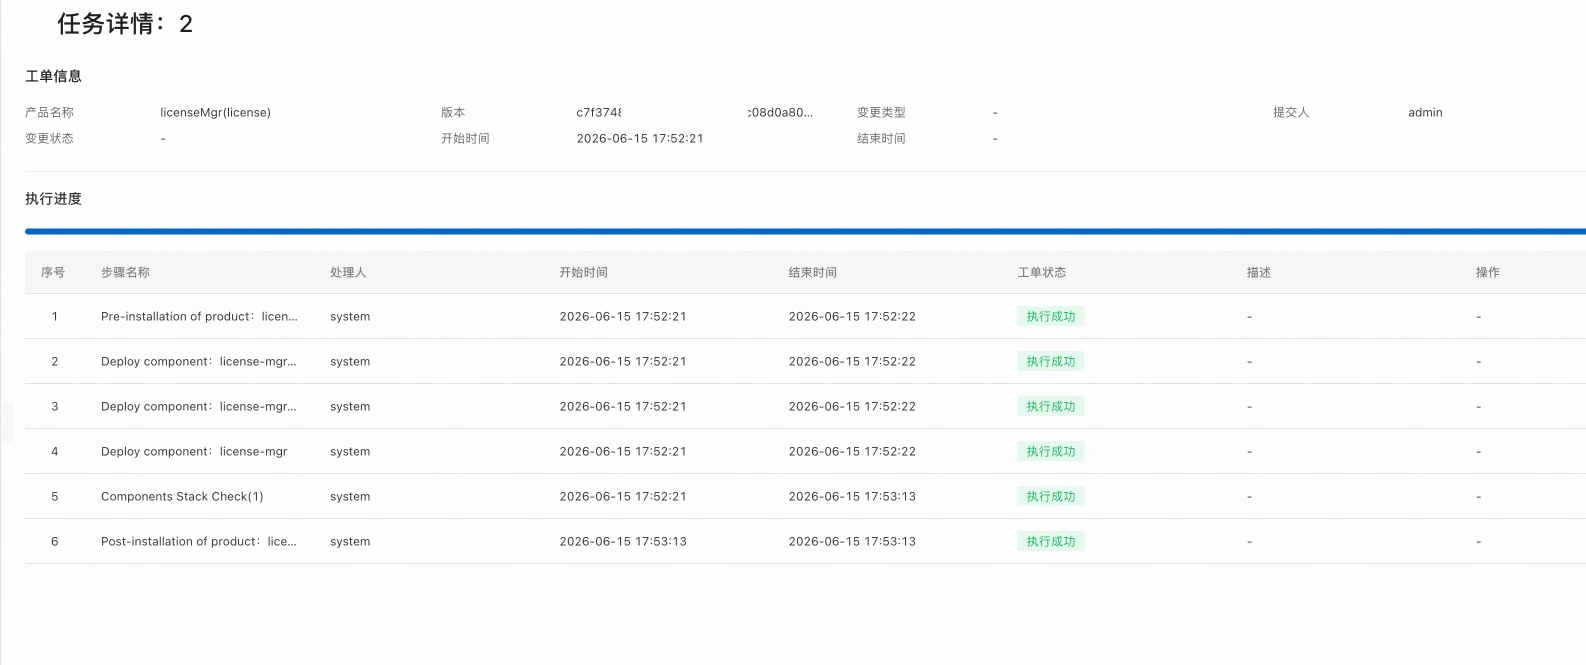 任务详情：2
工单信息
产品名称 licenseMgr(license) 版本 c7f3748 c08d0a80... 变更类型 - 提交人 admin
变更状态 - 开始时间 2026-06-15 17:52:21 结束时间 -
执行进度
序号 步骤名称 处理人 开始时间 结束时间 工单状态 描述 操作
1 Pre-installation of product：licen... system 2026-06-15 17:52:21 2026-06-15 17:52:22 执行成功 - -
2 Deploy component：license-mgr... system 2026-06-15 17:52:21 2026-06-15 17:52:22 执行成功 - -
3 Deploy component：license-mgr... system 2026-06-15 17:52:21 2026-06-15 17:52:22 执行成功 - -
4 Deploy component：license-mgr system 2026-06-15 17:52:21 2026-06-15 17:52:22 执行成功 - -
5 Components Stack Check(1) system 2026-06-15 17:52:21 2026-06-15 17:53:13 执行成功 - -
6 Post-installation of product：lice... system 2026-06-15 17:53:13 2026-06-15 17:53:13 执行成功 - -